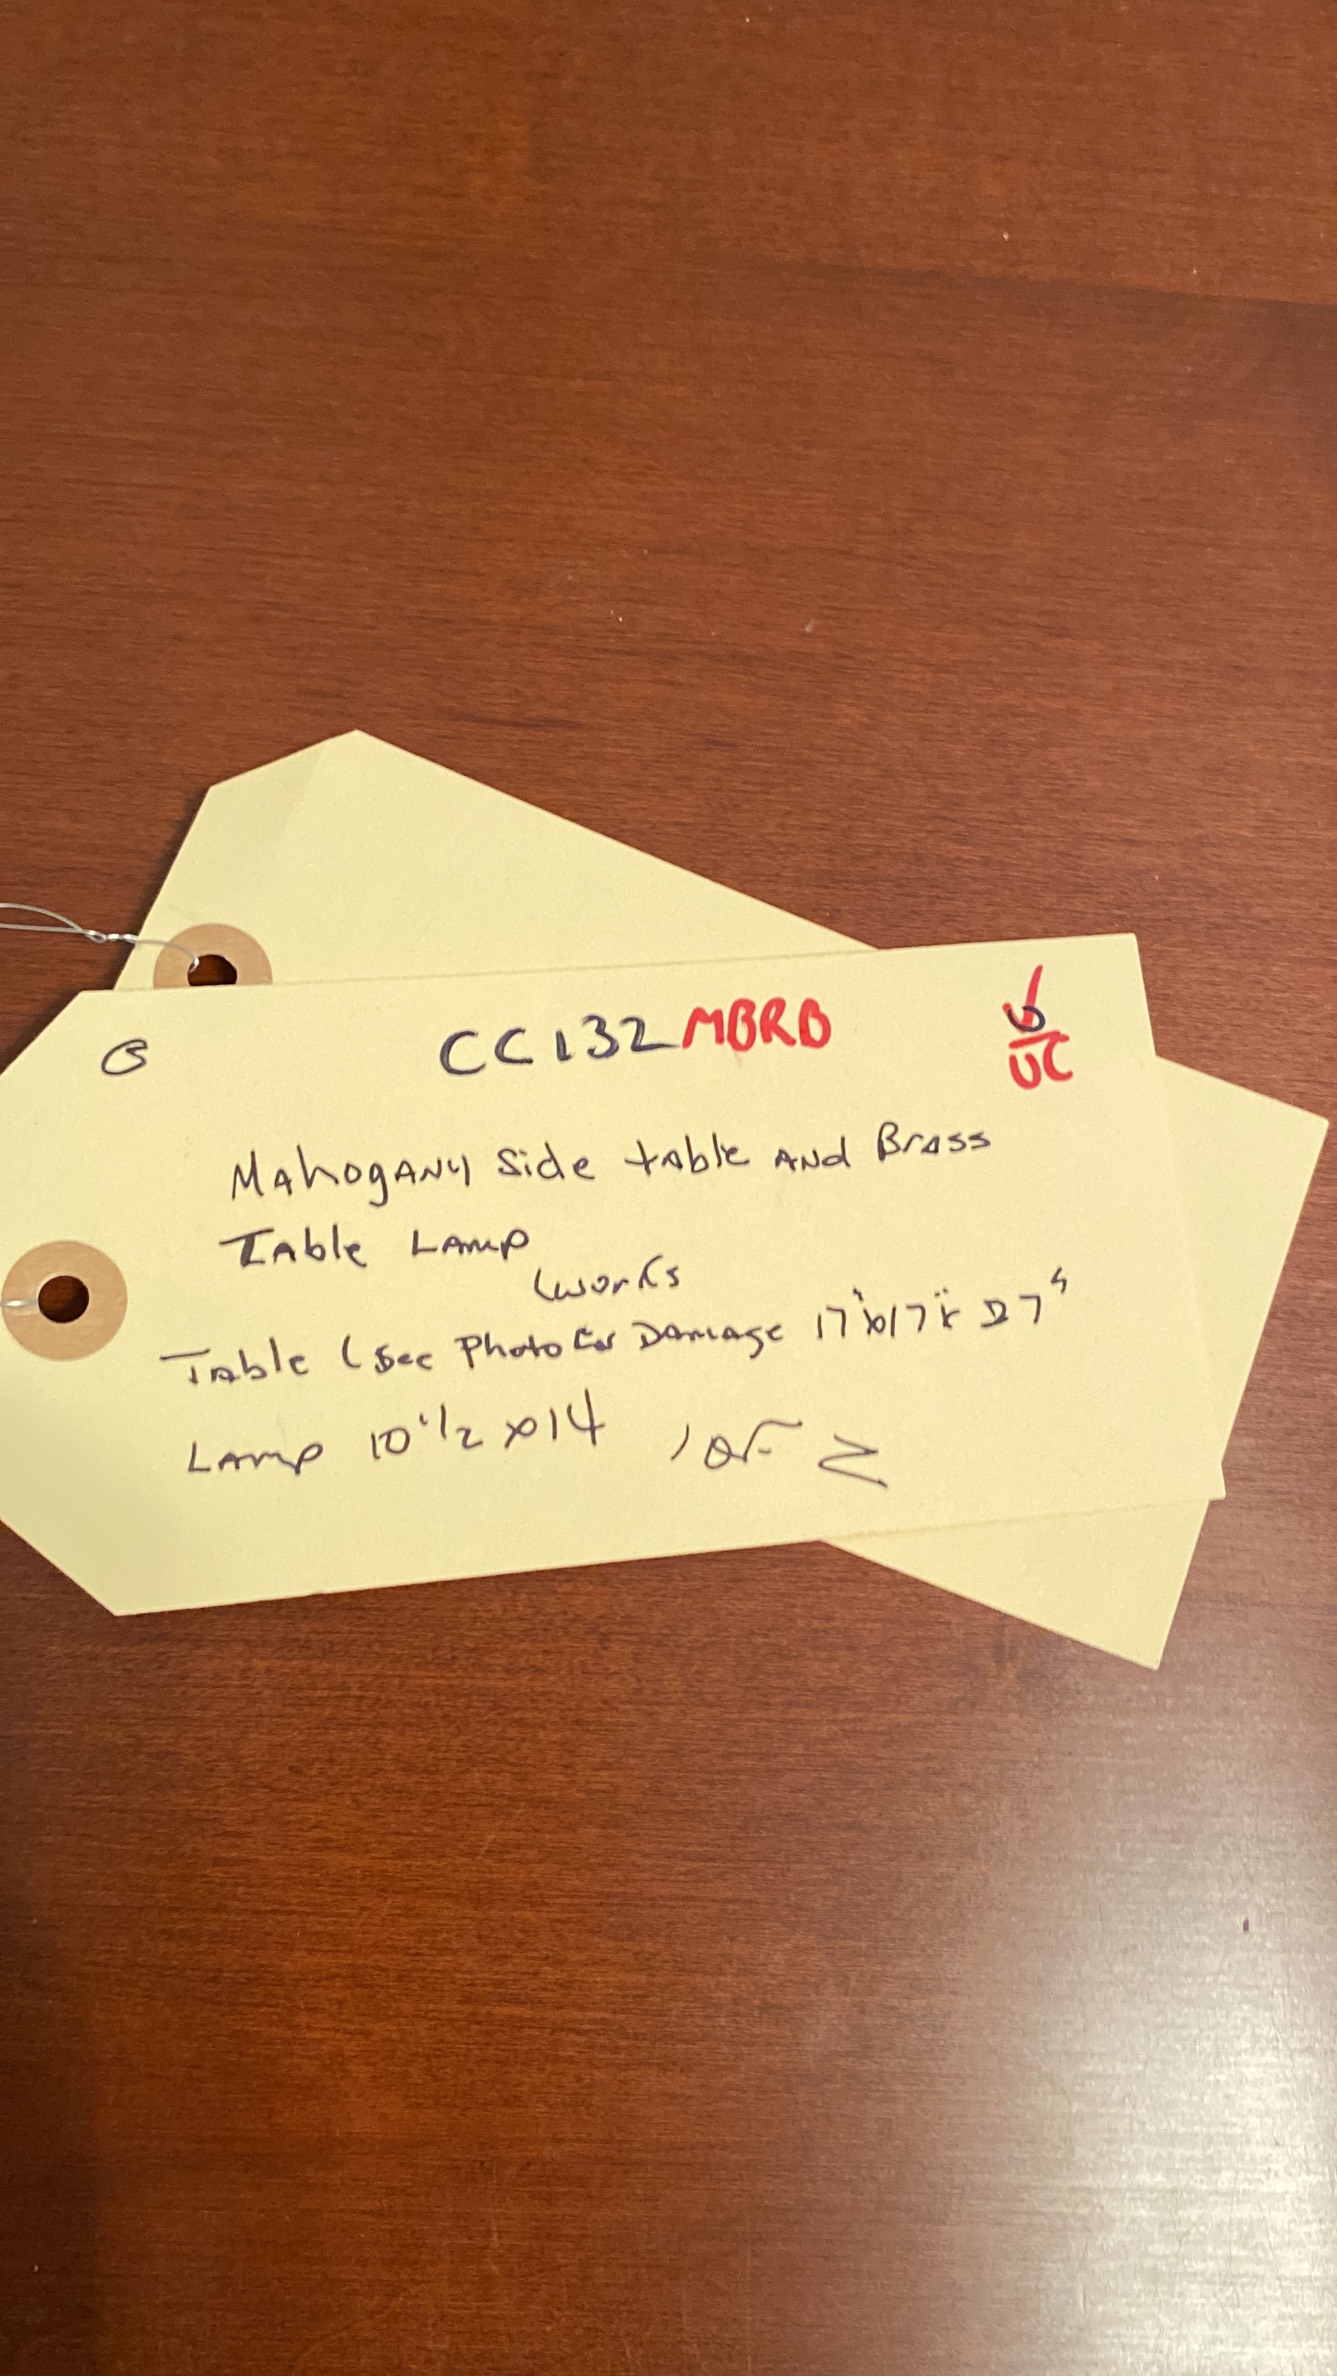 CC132 MBRB
UC
Mahogany Side table and Brass
Table Lamp
(works
Table (See Photo for Damage 17"x17"x 27"
Lamp 10 1/2 x 14 1 of 2